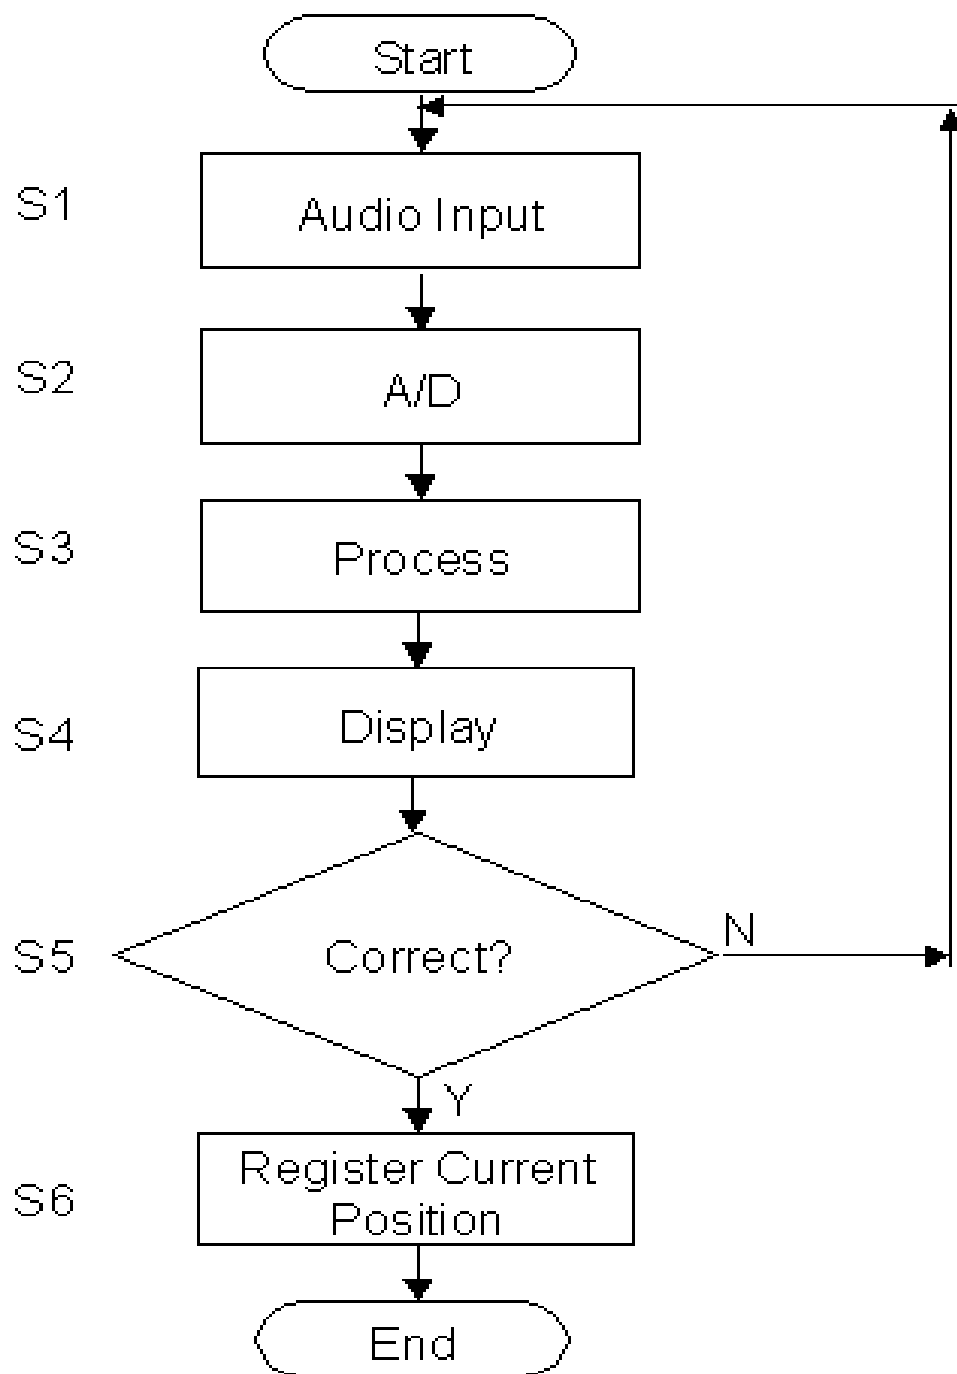 Start
S1
Audio Input
S2
A/D
S3
Process
S4
Display
S5
Correct?
N
Y
S6
Register Current
Position
End